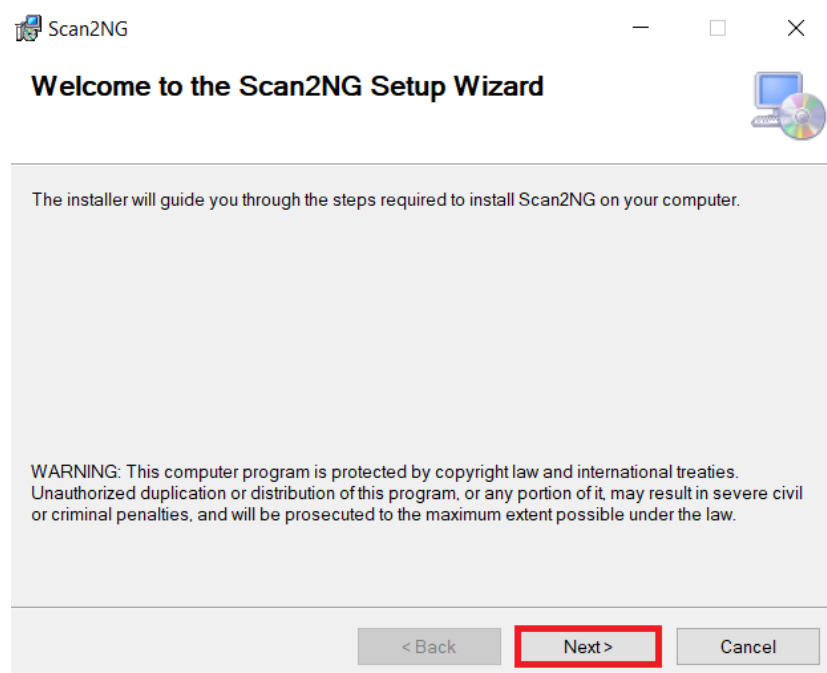 Scan2NG
Welcome to the Scan2NG Setup Wizard
The installer will guide you through the steps required to install Scan2NG on your computer.
WARNING: This computer program is protected by copyright law and international treaties.
Unauthorized duplication or distribution of this program, or any portion of it, may result in severe civil
or criminal penalties, and will be prosecuted to the maximum extent possible under the law.
< Back Next > Cancel